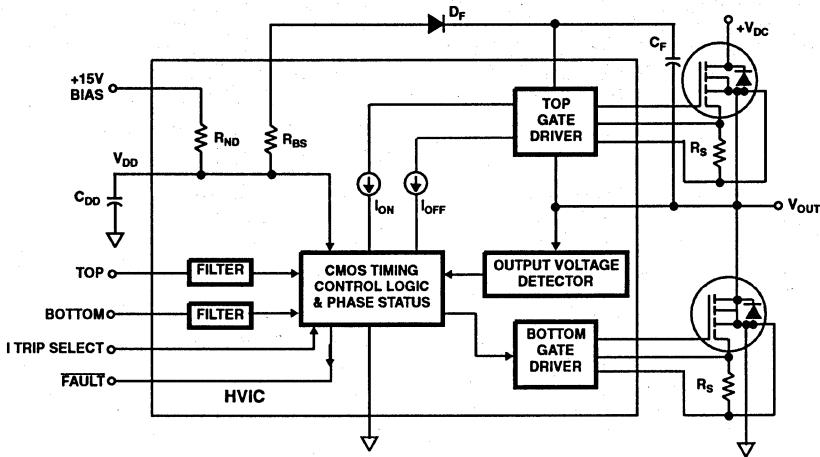 D_F
+V_DC
C_F
+15V
BIAS
R_ND
R_BS
TOP
GATE
DRIVER
R_S
V_DD
C_DD
I_ON
I_OFF
V_OUT
TOP
FILTER
CMOS TIMING
CONTROL LOGIC
& PHASE STATUS
OUTPUT VOLTAGE
DETECTOR
BOTTOM
FILTER
I TRIP SELECT
BOTTOM
GATE
DRIVER
FAULT
HVIC
R_S